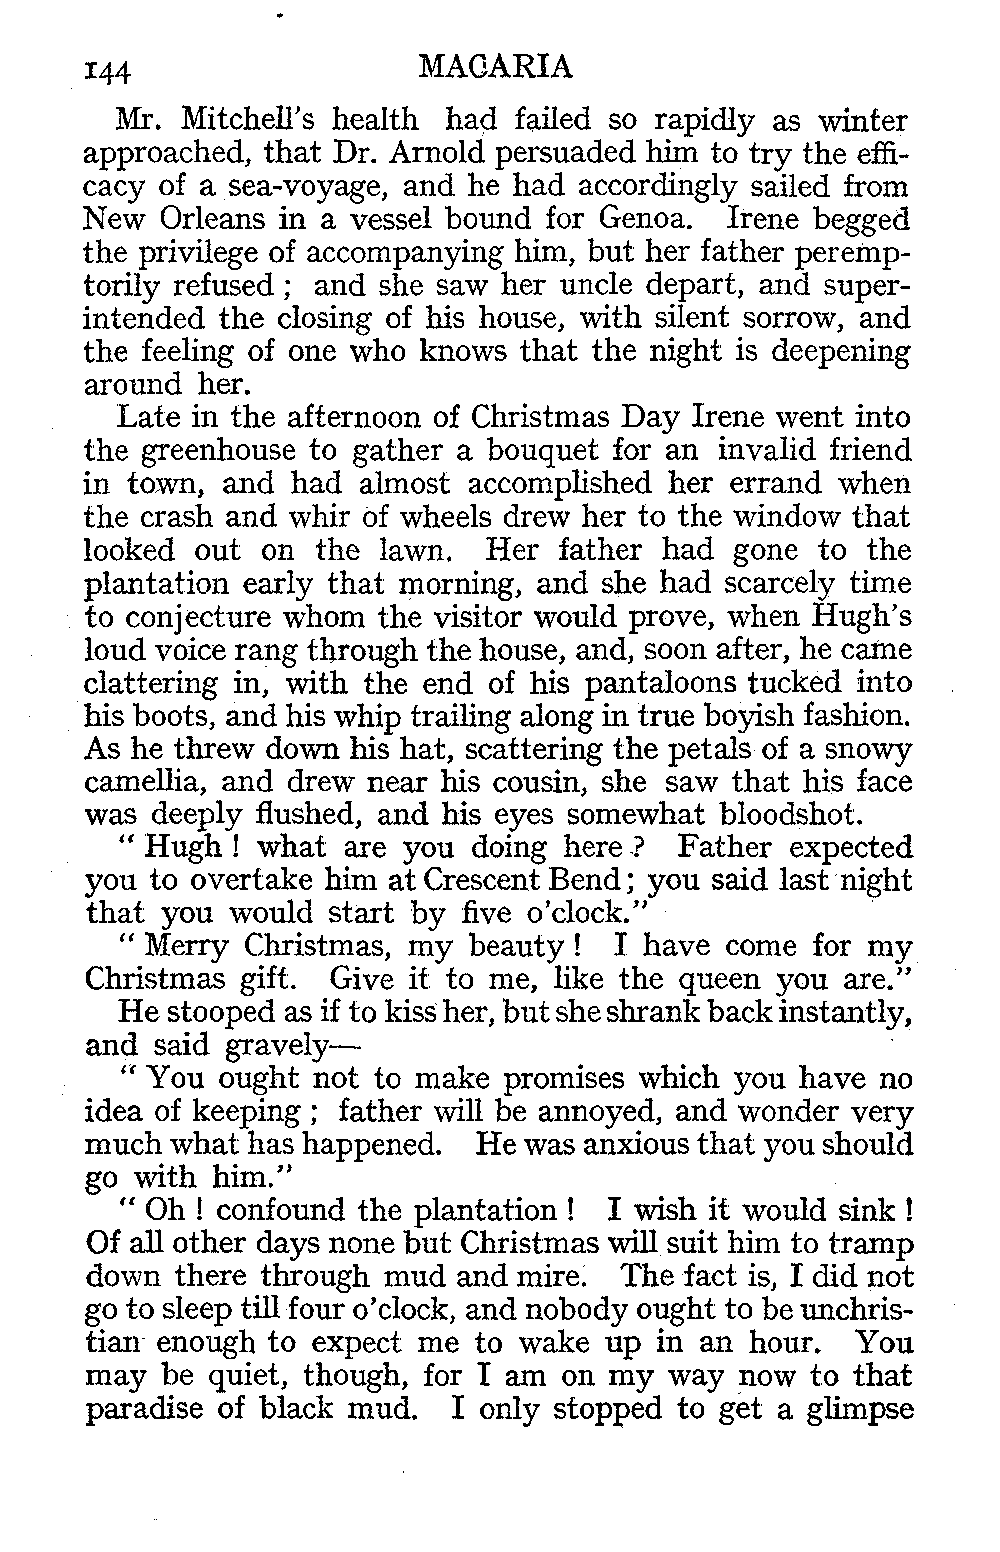 144 MACARIA
Mr. Mitchell's health had failed so rapidly as winter
approached, that Dr. Arnold persuaded him to try the effi-
cacy of a sea-voyage, and he had accordingly sailed from
New Orleans in a vessel bound for Genoa. Irene begged
the privilege of accompanying him, but her father peremp-
torily refused ; and she saw her uncle depart, and super-
intended the closing of his house, with silent sorrow, and
the feeling of one who knows that the night is deepening
around her.
Late in the afternoon of Christmas Day Irene went into
the greenhouse to gather a bouquet for an invalid friend
in town, and had almost accomplished her errand when
the crash and whir of wheels drew her to the window that
looked out on the lawn. Her father had gone to the
plantation early that morning, and she had scarcely time
to conjecture whom the visitor would prove, when Hugh's
loud voice rang through the house, and, soon after, he came
clattering in, with the end of his pantaloons tucked into
his boots, and his whip trailing along in true boyish fashion.
As he threw down his hat, scattering the petals of a snowy
camellia, and drew near his cousin, she saw that his face
was deeply flushed, and his eyes somewhat bloodshot.
" Hugh ! what are you doing here ? Father expected
you to overtake him at Crescent Bend ; you said last night
that you would start by five o'clock."
" Merry Christmas, my beauty ! I have come for my
Christmas gift. Give it to me, like the queen you are."
He stooped as if to kiss her, but she shrank back instantly,
and said gravely—
" You ought not to make promises which you have no
idea of keeping ; father will be annoyed, and wonder very
much what has happened. He was anxious that you should
go with him."
" Oh ! confound the plantation ! I wish it would sink !
Of all other days none but Christmas will suit him to tramp
down there through mud and mire. The fact is, I did not
go to sleep till four o'clock, and nobody ought to be unchris-
tian enough to expect me to wake up in an hour. You
may be quiet, though, for I am on my way now to that
paradise of black mud. I only stopped to get a glimpse